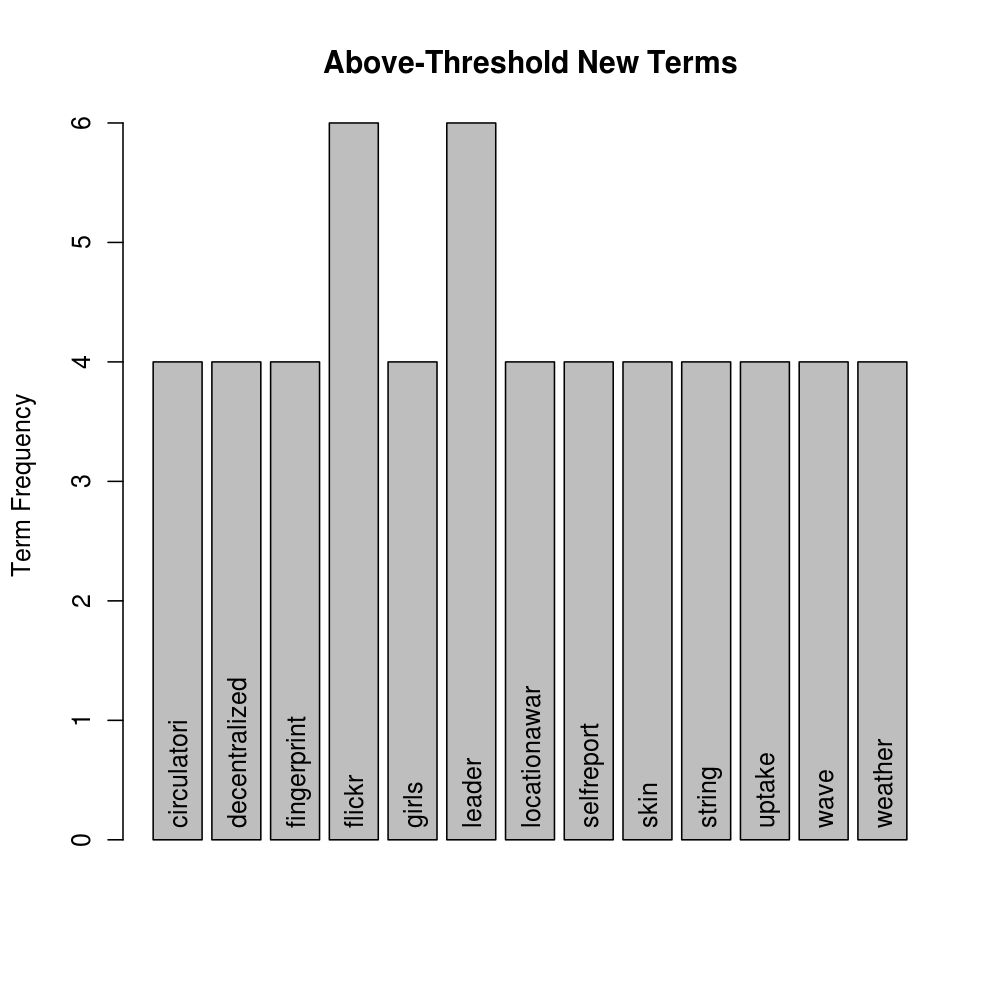 Above-Threshold New Terms
Term Frequency
6
5
4
3
2
1
0
circulatori
decentralized
fingerprint
flickr
girls
leader
locationawar
selfreport
skin
string
uptake
wave
weather